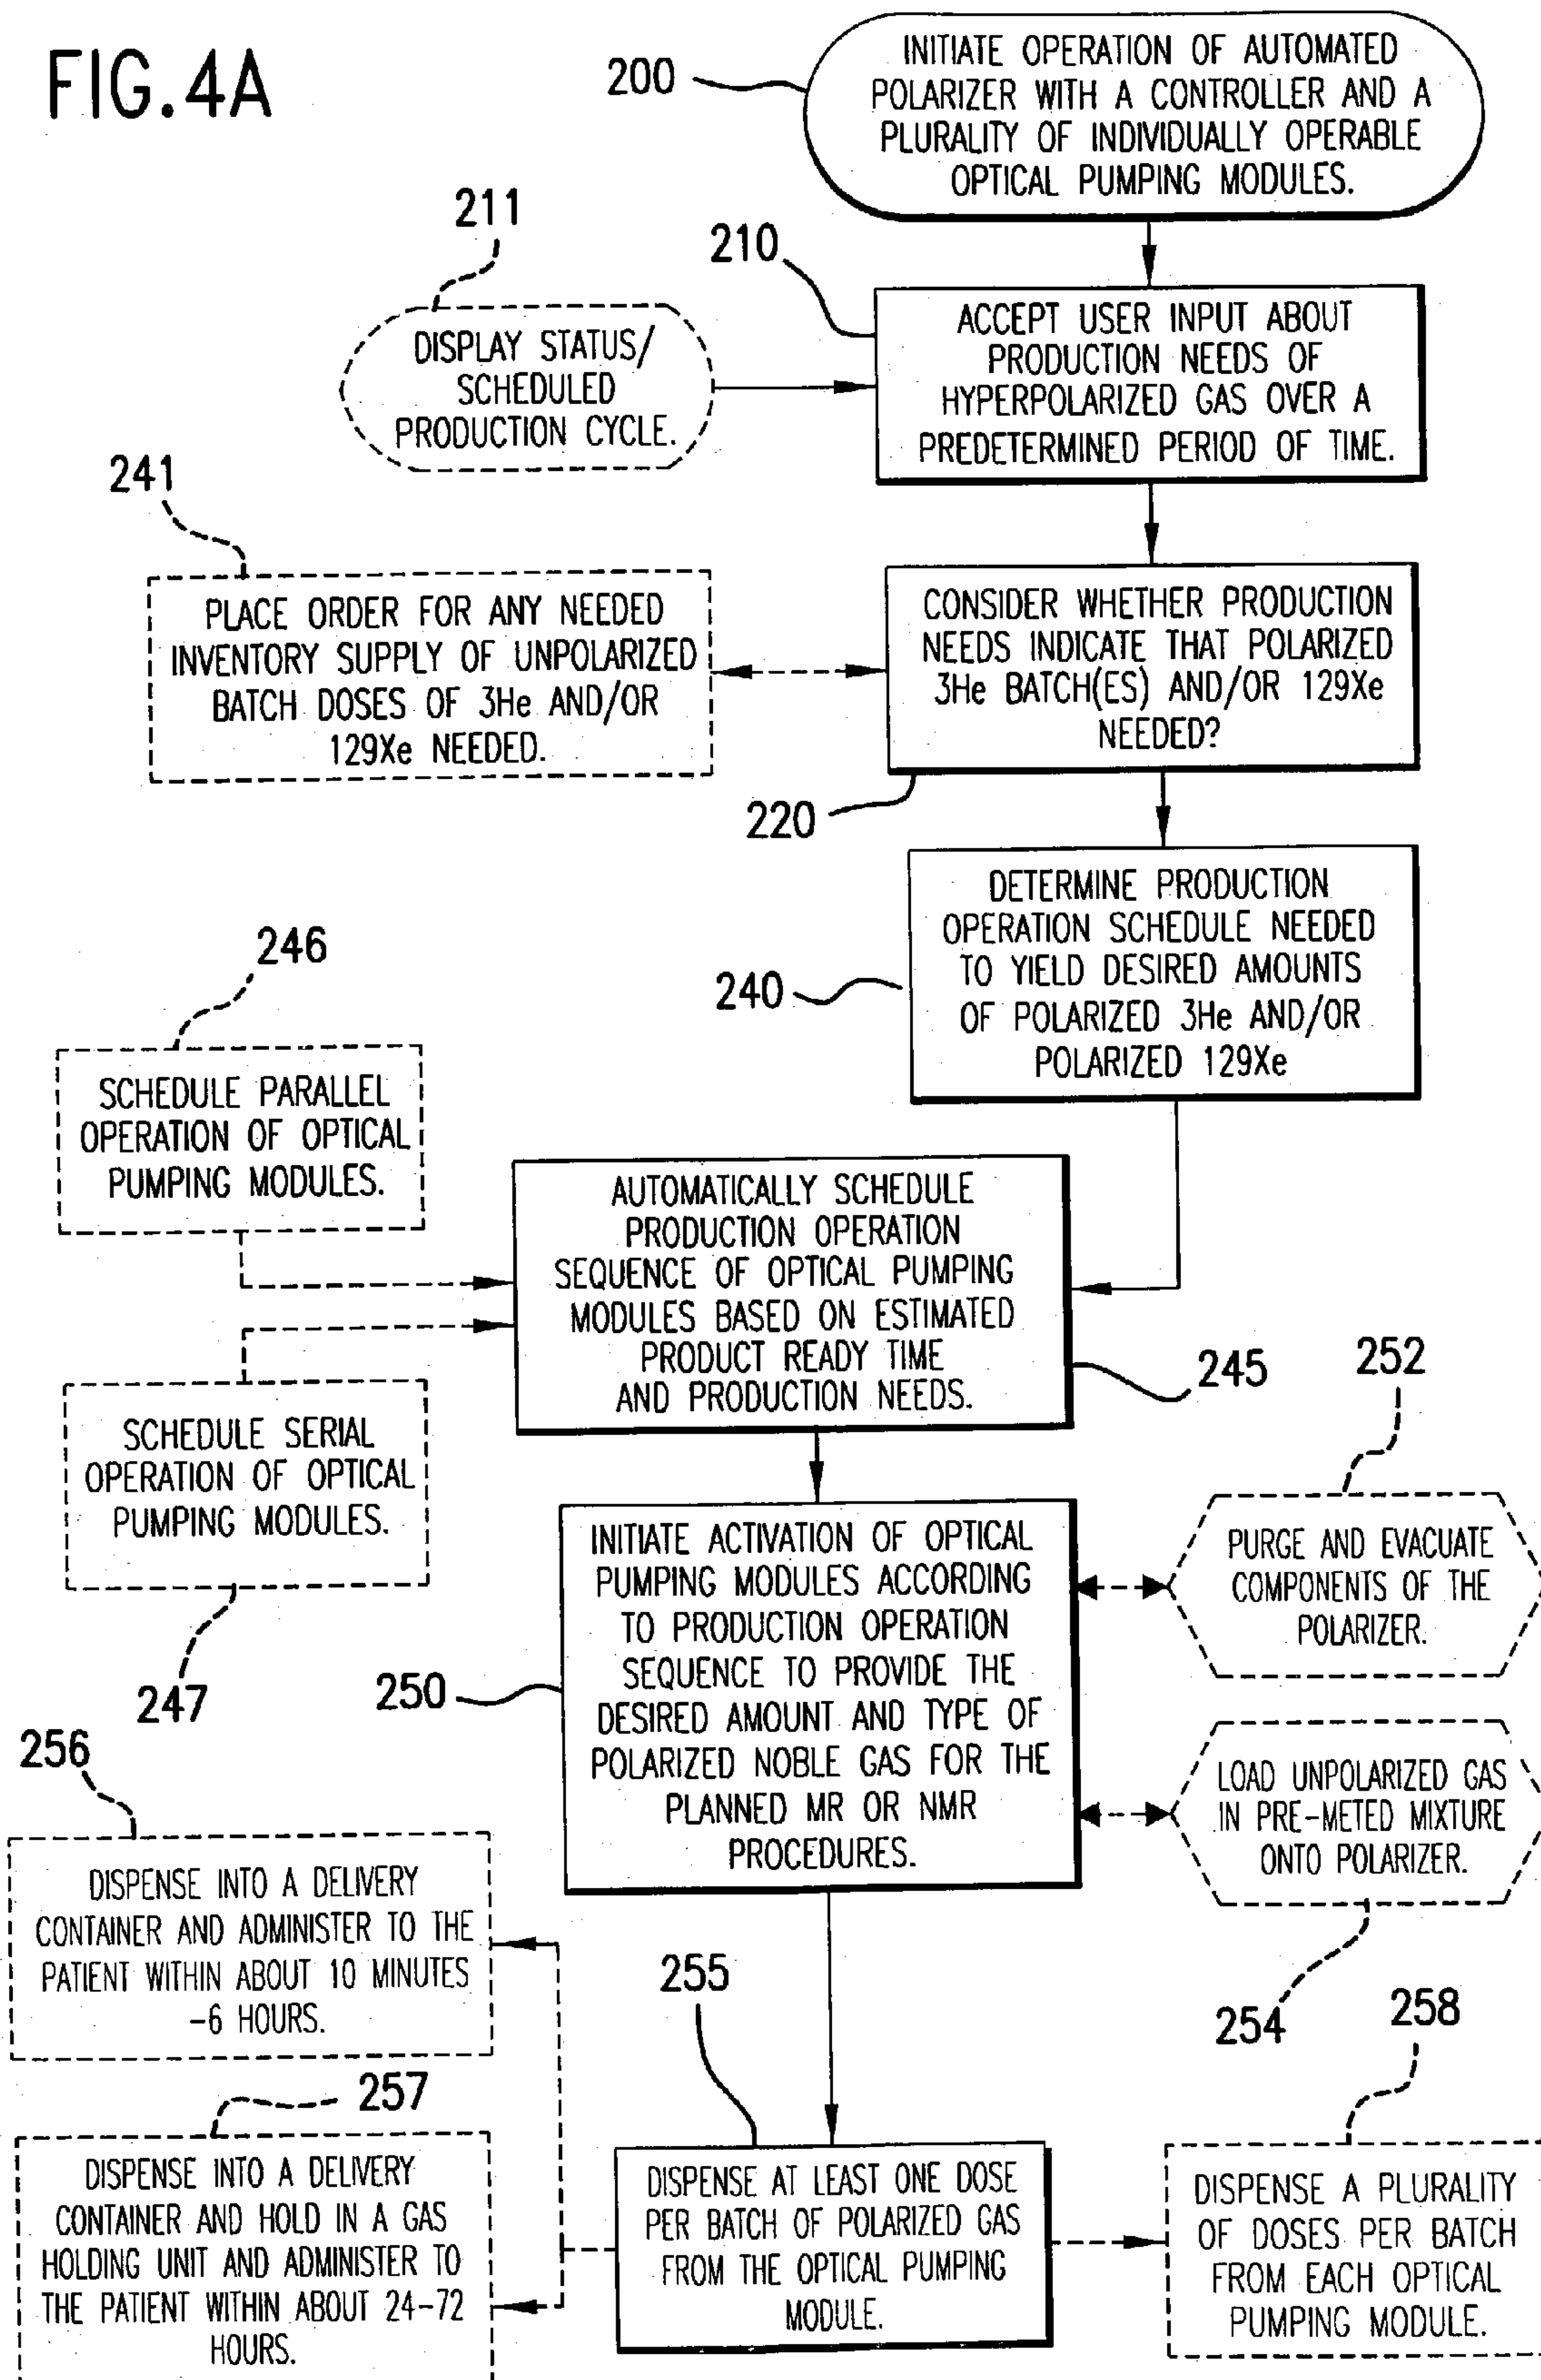 FIG.4A
200
INITIATE OPERATION OF AUTOMATED
POLARIZER WITH A CONTROLLER AND A
PLURALITY OF INDIVIDUALLY OPERABLE
OPTICAL PUMPING MODULES.
211
210
DISPLAY STATUS/
SCHEDULED
PRODUCTION CYCLE.
ACCEPT USER INPUT ABOUT
PRODUCTION NEEDS OF
HYPERPOLARIZED GAS OVER A
PREDETERMINED PERIOD OF TIME.
241
PLACE ORDER FOR ANY NEEDED
INVENTORY SUPPLY OF UNPOLARIZED
BATCH DOSES OF 3He AND/OR
129Xe NEEDED.
CONSIDER WHETHER PRODUCTION
NEEDS INDICATE THAT POLARIZED
3He BATCH(ES) AND/OR 129Xe
NEEDED?
220
DETERMINE PRODUCTION
OPERATION SCHEDULE NEEDED
TO YIELD DESIRED AMOUNTS
OF POLARIZED 3He AND/OR
POLARIZED 129Xe
240
246
SCHEDULE PARALLEL
OPERATION OF OPTICAL
PUMPING MODULES.
AUTOMATICALLY SCHEDULE
PRODUCTION OPERATION
SEQUENCE OF OPTICAL PUMPING
MODULES BASED ON ESTIMATED
PRODUCT READY TIME
AND PRODUCTION NEEDS.
245
252
SCHEDULE SERIAL
OPERATION OF OPTICAL
PUMPING MODULES.
247
INITIATE ACTIVATION OF OPTICAL
PUMPING MODULES ACCORDING
TO PRODUCTION OPERATION
SEQUENCE TO PROVIDE THE
DESIRED AMOUNT AND TYPE OF
POLARIZED NOBLE GAS FOR THE
PLANNED MR OR NMR
PROCEDURES.
250
PURGE AND EVACUATE
COMPONENTS OF THE
POLARIZER.
LOAD UNPOLARIZED GAS
IN PRE-METED MIXTURE
ONTO POLARIZER.
254
256
DISPENSE INTO A DELIVERY
CONTAINER AND ADMINISTER TO THE
PATIENT WITHIN ABOUT 10 MINUTES
-6 HOURS.
255
258
257
DISPENSE INTO A DELIVERY
CONTAINER AND HOLD IN A GAS
HOLDING UNIT AND ADMINISTER TO
THE PATIENT WITHIN ABOUT 24-72
HOURS.
DISPENSE AT LEAST ONE DOSE
PER BATCH OF POLARIZED GAS
FROM THE OPTICAL PUMPING
MODULE.
DISPENSE A PLURALITY
OF DOSES PER BATCH
FROM EACH OPTICAL
PUMPING MODULE.